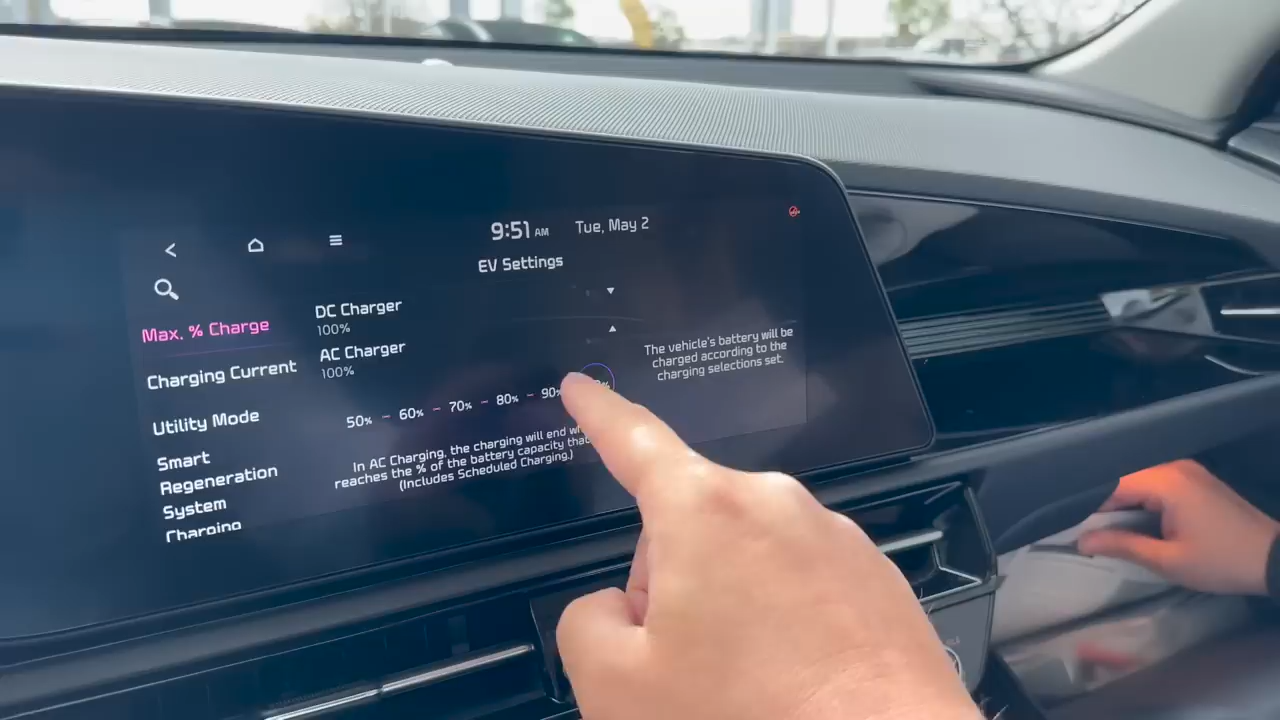 9:51 AM Tue, May 2
EV Settings
Max. % Charge
Charging Current
Utility Mode
Smart
Regeneration
System
Charging
DC Charger
100%
AC Charger
100%
50% - 60% - 70% - 80% - 90%
In AC Charging, the charging will end
reaches the % of the battery capacity
(Includes Scheduled Charging.)
The vehicle's battery will be
charged according to the
charging selections set.